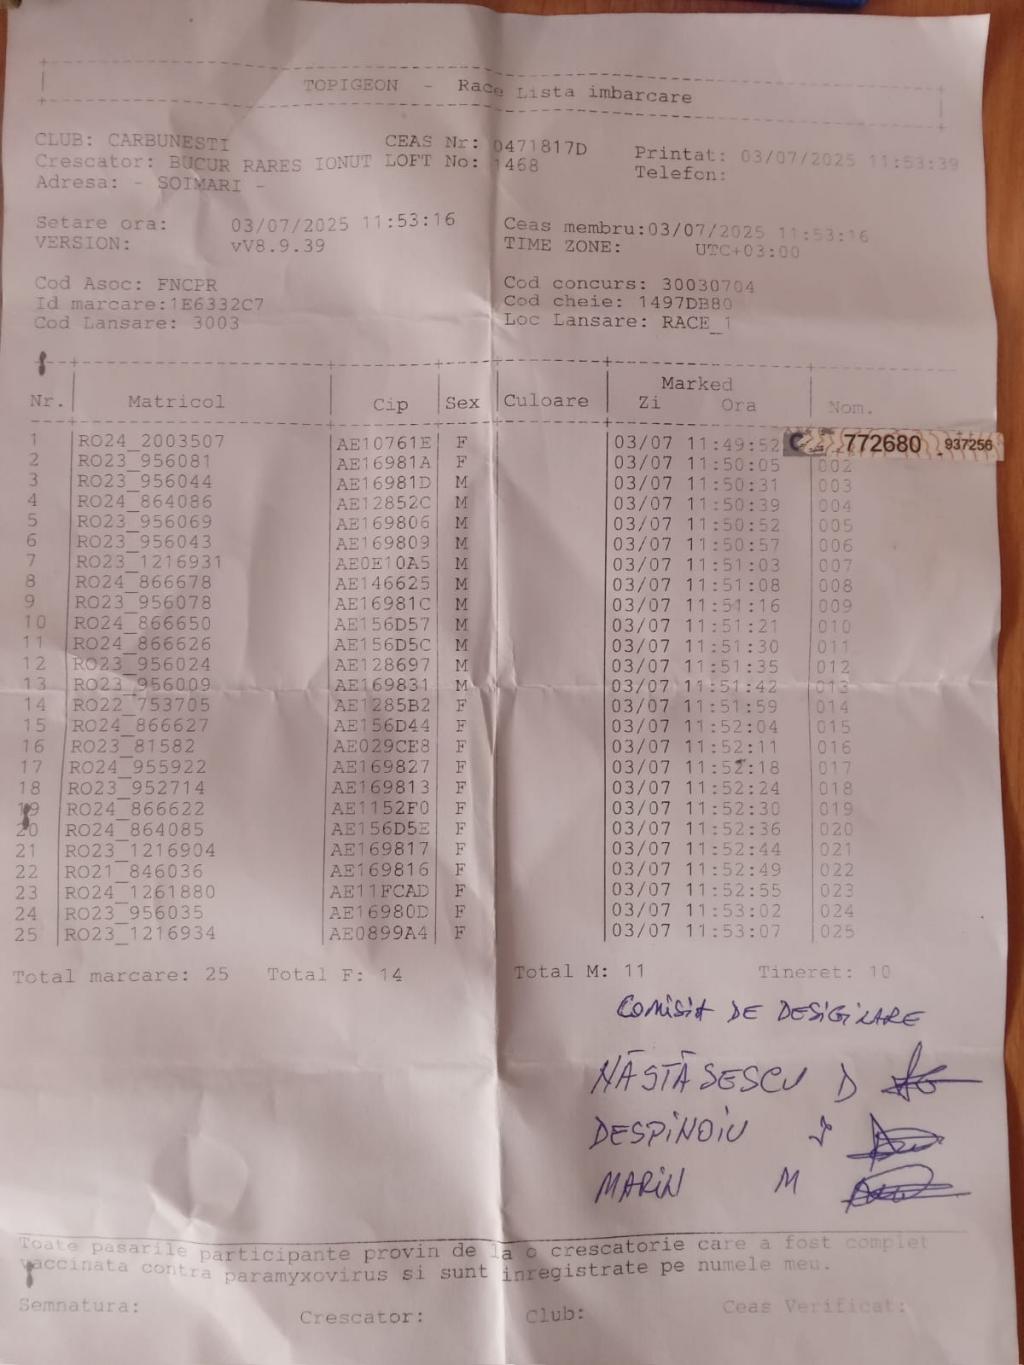 TOPIGEON - Race Lista imbarcare
CLUB: CARBUNESTI CEAS Nr: 0471817D Printat: 03/07/2025 11:53:39
Crescator: BUCUR RARES IONUT LOFT No: 1468 Telefon:
Adresa: - SOIMARI -
Setare ora: 03/07/2025 11:53:16 Ceas membru:03/07/2025 11:53:16
VERSION: vV8.9.39 TIME ZONE: UTC+03:00
Cod Asoc: FNCPR Cod concurs: 30030704
Id marcare:1E6332C7 Cod cheie: 1497DB80
Cod Lansare: 3003 Loc Lansare: RACE_1
Marked
Nr. Matricol Cip Sex Culoare Zi Ora Nom.
1 RO24_2003507 AE10761E F 03/07 11:49:52 772680 937256
2 RO23_956081 AE16981A F 03/07 11:50:05 002
3 RO23_956044 AE16981D M 03/07 11:50:31 003
4 RO24_864086 AE12852C M 03/07 11:50:39 004
5 RO23_956069 AE169806 M 03/07 11:50:52 005
6 RO23_956043 AE169809 M 03/07 11:50:57 006
7 RO23_1216931 AE0E10A5 M 03/07 11:51:03 007
8 RO24_866678 AE146625 M 03/07 11:51:08 008
9 RO23_956078 AE16981C M 03/07 11:51:16 009
10 RO24_866650 AE156D57 M 03/07 11:51:21 010
11 RO24_866626 AE156D5C M 03/07 11:51:30 011
12 RO23_956024 AE128697 M 03/07 11:51:35 012
13 RO23_956009 AE169831 M 03/07 11:51:42 013
14 RO22_753705 AE1285B2 F 03/07 11:51:59 014
15 RO24_866627 AE156D44 F 03/07 11:52:04 015
16 RO23_81582 AE029CE8 F 03/07 11:52:11 016
17 RO24_955922 AE169827 F 03/07 11:52:18 017
18 RO23_952714 AE169813 F 03/07 11:52:24 018
19 RO24_866622 AE1152F0 F 03/07 11:52:30 019
20 RO24_864085 AE156D5E F 03/07 11:52:36 020
21 RO23_1216904 AE169817 F 03/07 11:52:44 021
22 RO21_846036 AE169816 F 03/07 11:52:49 022
23 RO24_1261880 AE11FCAD F 03/07 11:52:55 023
24 RO23_956035 AE16980D F 03/07 11:53:02 024
25 RO23_1216934 AE0899A4 F 03/07 11:53:07 025
Total marcare: 25 Total F: 14 Total M: 11 Tineret: 10
COMISIA DE DESIGILARE
NĂSTĂSESCU D
DESPINOIU J
MARIN M
Toate pasarile participante provin de la o crescatorie care a fost complet
vaccinata contra paramyxovirus si sunt inregistrate pe numele meu.
Semnatura: Crescator: Club: Ceas Verificat: